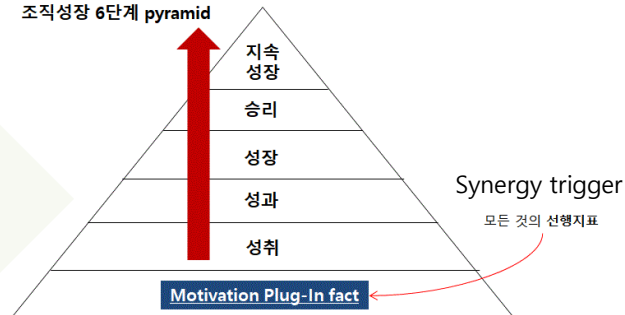 조직성장 6단계 pyramid
지속
성장
승리
성장
성과
성취
Synergy trigger
모든 것의 선행지표
Motivation Plug-In fact